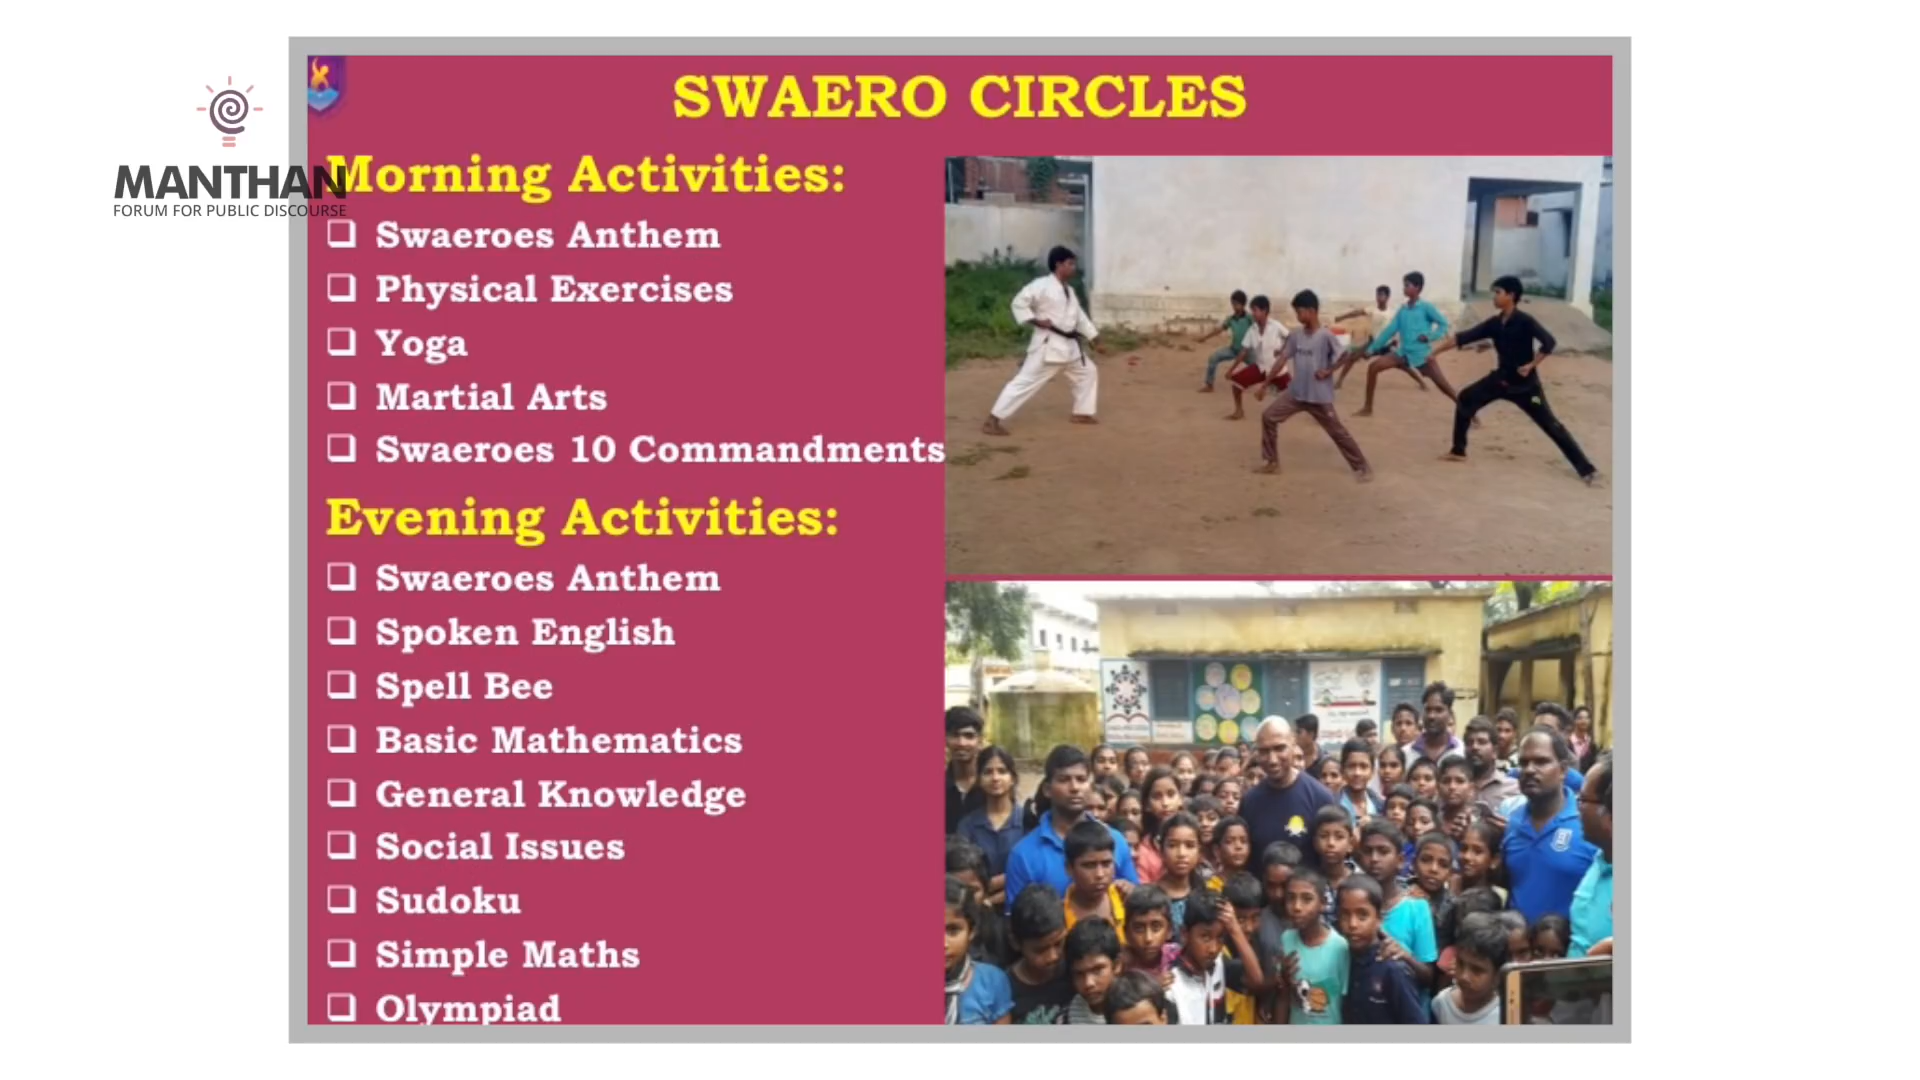 SWAERO CIRCLES
MANTHAN
FORUM FOR PUBLIC DISCOURSE
Morning Activities:
❑ Swaeroes Anthem
❑ Physical Exercises
❑ Yoga
❑ Martial Arts
❑ Swaeroes 10 Commandments
Evening Activities:
❑ Swaeroes Anthem
❑ Spoken English
❑ Spell Bee
❑ Basic Mathematics
❑ General Knowledge
❑ Social Issues
❑ Sudoku
❑ Simple Maths
❑ Olympiad